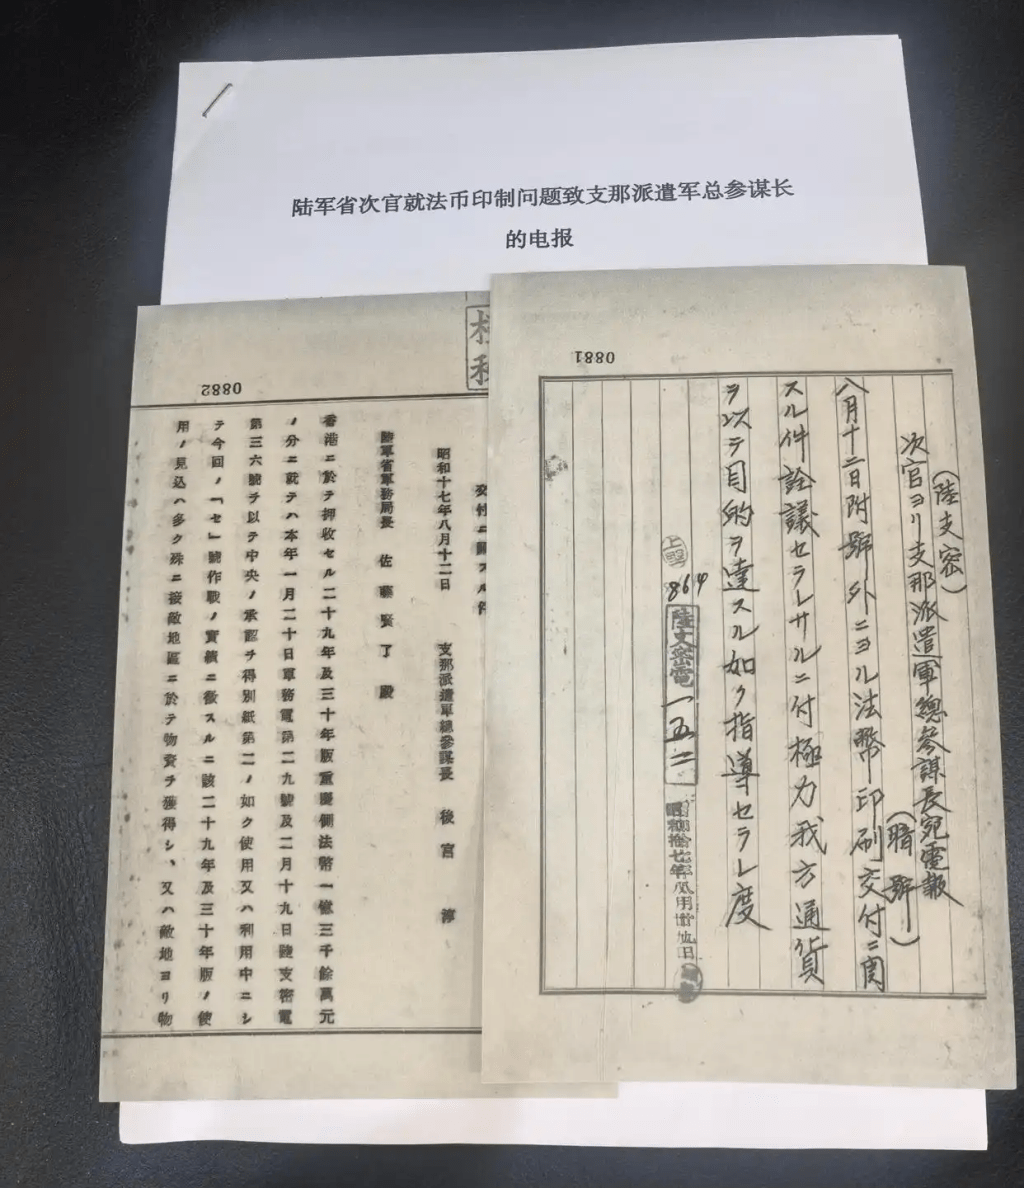 陆军省次官就法币印制问题致支那派遣军总参谋长
的电报
0881
(陸支密)
次官ヨリ支那派遣軍總参謀長宛電報
(暗號)
八月十二日附號外ニヨル法幣印刷交付ニ関
スル件詮議セラレサルニ付極力我方通貨
ヲ以テ目的ヲ達スル如ク指導セラレ度
864
陸支密電一五二
0882
昭和十七年八月十二日
支那派遣軍總參謀長 後宮 淳
陸軍省軍務局長 佐藤賢了 殿
香港ニ於テ押收セル二十九年及三十年版重慶側法幣一億三千餘萬元
ノ分ニ就テハ本年一月二十日軍務電第二九號及二月十九日陸支密電
第三六號ヲ以テ中央ノ承認ヲ得別紙第二ノ如ク使用又ハ利用中ニシ
テ今回ノ「セ」號作戰ノ實績ニ徵スルニ該二十九年及三十年版ノ使
用ノ見込ハ多ク殊ニ接敵地區ニ於テ物資ヲ獲得シ、又ハ敵地ヨリ物